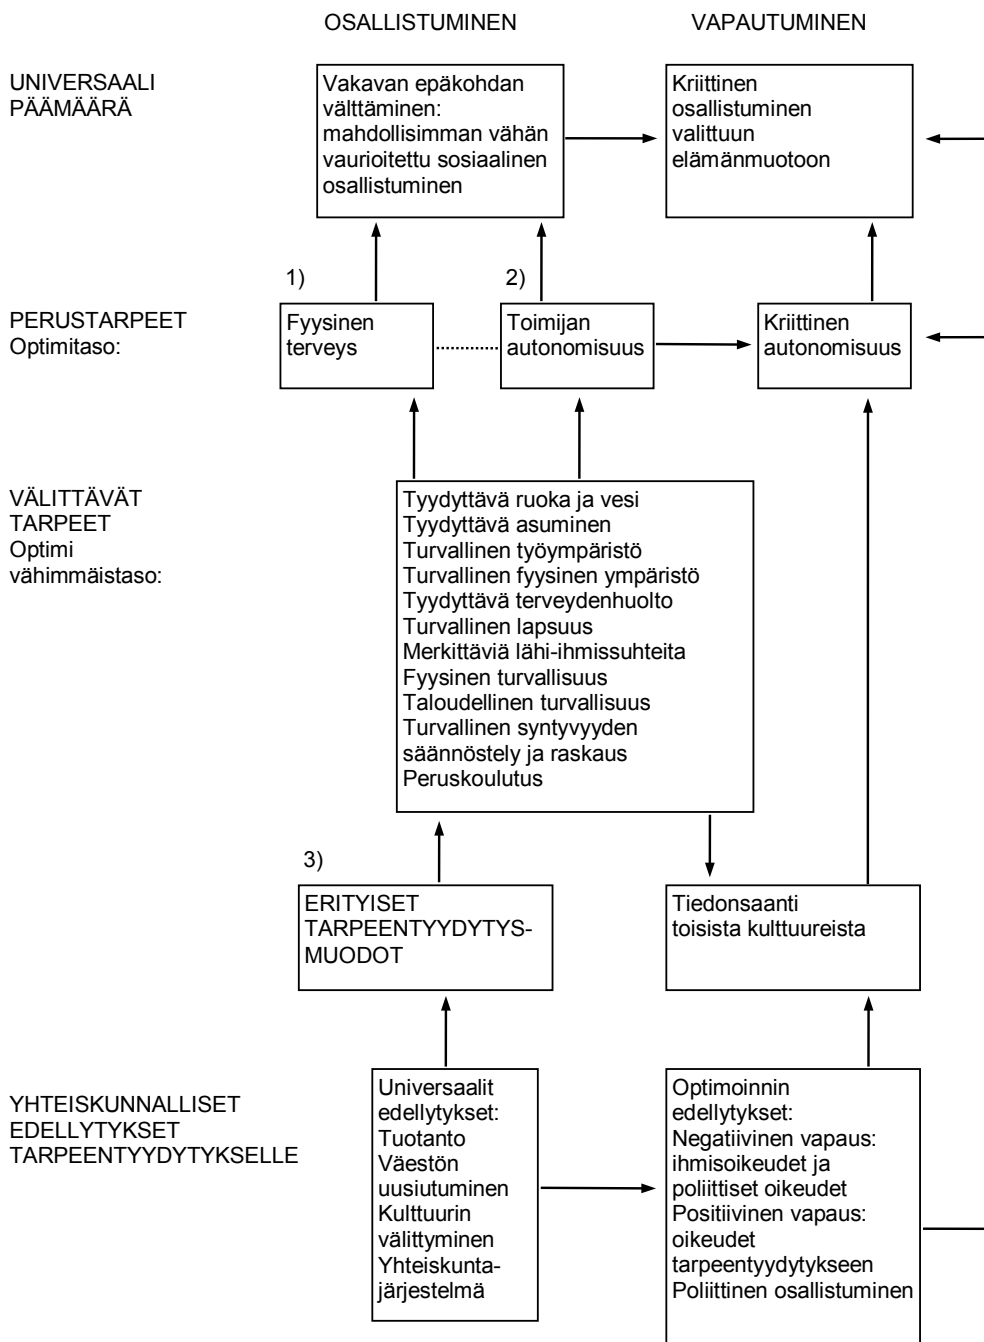 OSALLISTUMINEN
VAPAUTUMINEN
UNIVERSAALI
PÄÄMÄÄRÄ
Vakavan epäkohdan
välttäminen:
mahdollisimman vähän
vaurioitettu sosiaalinen
osallistuminen
Kriittinen
osallistuminen
valittuun
elämänmuotoon
1)
2)
PERUSTARPEET
Optimitaso:
Fyysinen
terveys
Toimijan
autonomisuus
Kriittinen
autonomisuus
VÄLITTÄVÄT
TARPEET
Optimi
vähimmäistaso:
Tyydyttävä ruoka ja vesi
Tyydyttävä asuminen
Turvallinen työympäristö
Turvallinen fyysinen ympäristö
Tyydyttävä terveydenhuolto
Turvallinen lapsuus
Merkittäviä lähi-ihmissuhteita
Fyysinen turvallisuus
Taloudellinen turvallisuus
Turvallinen syntyvyyden
säännöstely ja raskaus
Peruskoulutus
3)
ERITYISET
TARPEENTYYDYTYS-
MUODOT
Tiedonsaanti
toisista kulttuureista
YHTEISKUNNALLISET
EDELLYTYKSET
TARPEENTYYDYTYKSELLE
Universaalit
edellytykset:
Tuotanto
Väestön
uusiutuminen
Kulttuurin
välittyminen
Yhteiskunta-
järjestelmä
Optimoinnin
edellytykset:
Negatiivinen vapaus:
ihmisoikeudet ja
poliittiset oikeudet
Positiivinen vapaus:
oikeudet
tarpeentyydytykseen
Poliittinen osallistuminen